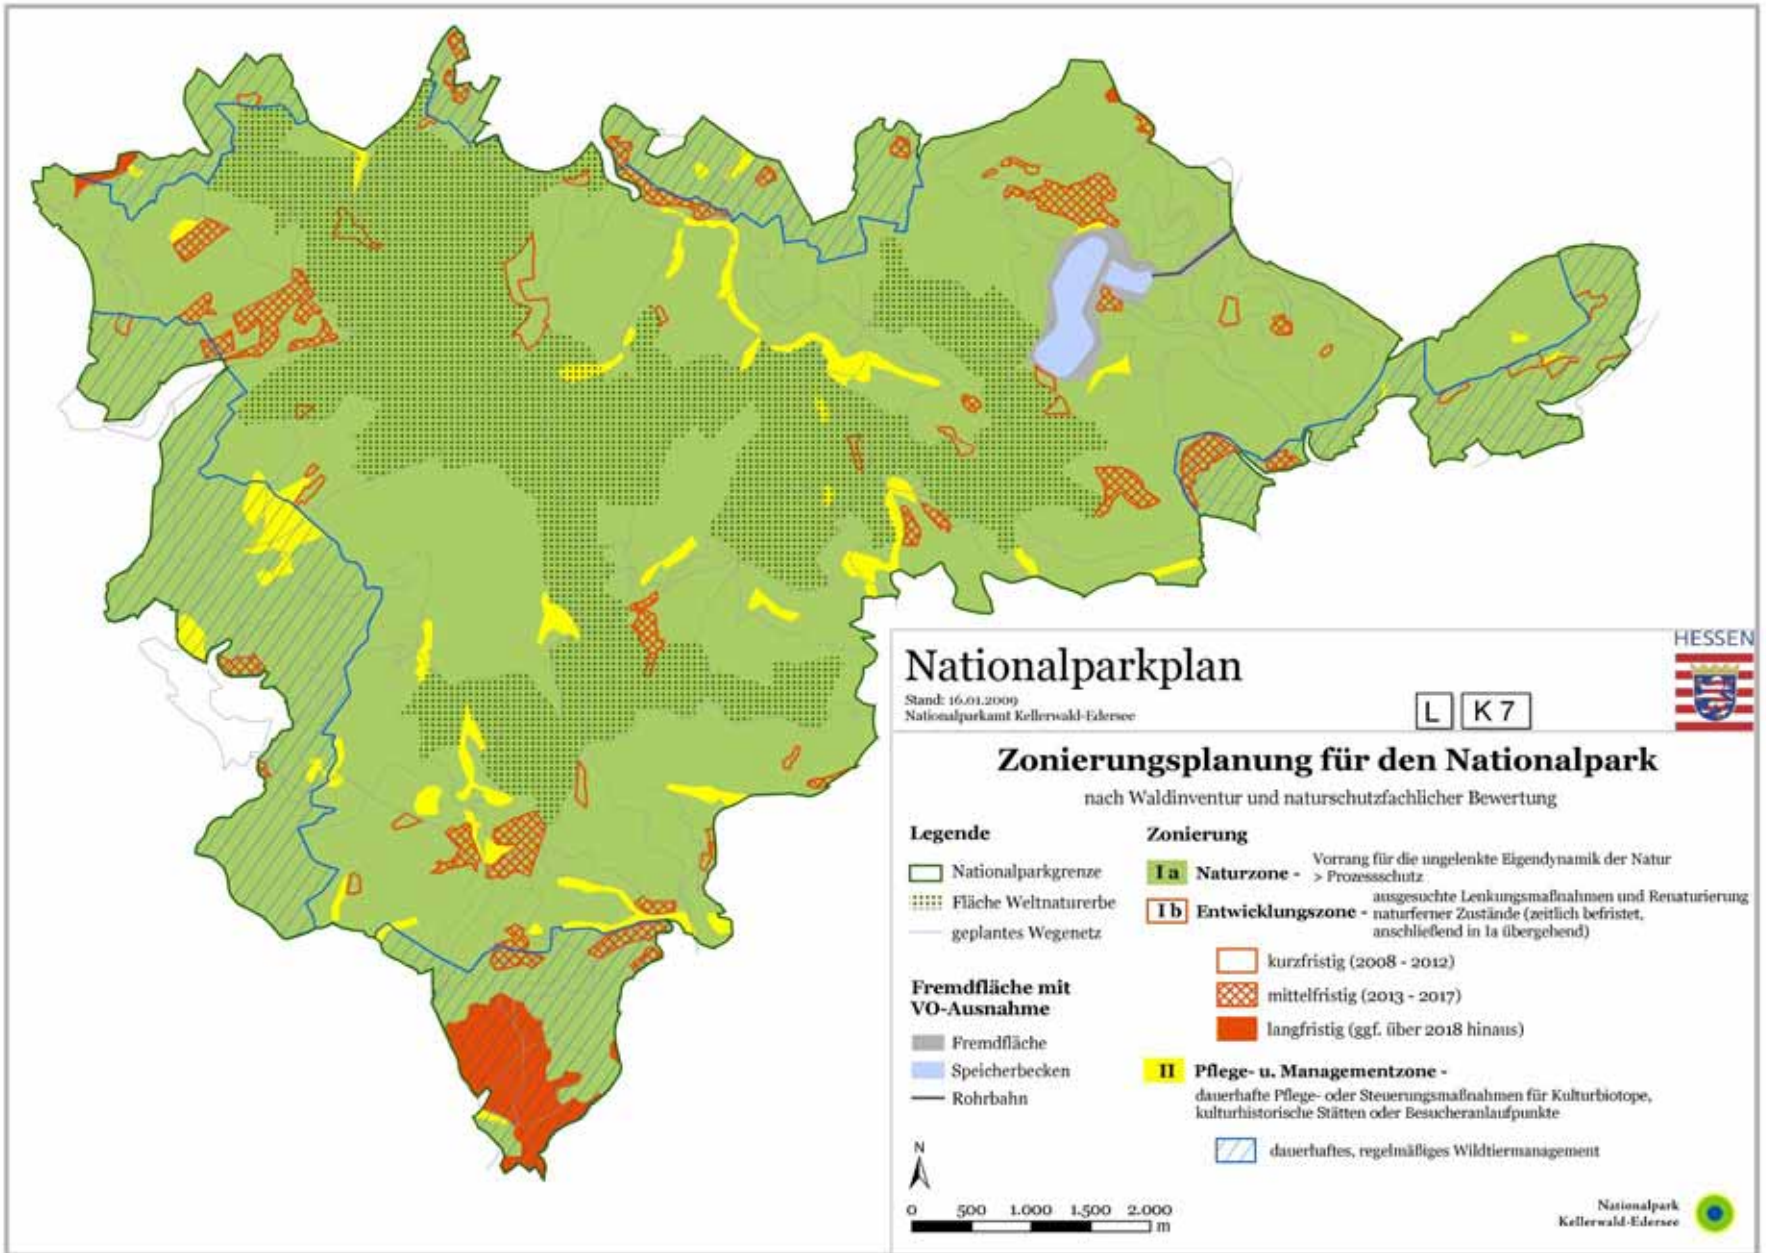 HESSEN
Nationalparkplan
Stand: 16.01.2009
Nationalparkamt Kellerwald-Edersee
L K 7
Zonierungsplanung für den Nationalpark
nach Waldinventur und naturschutzfachlicher Bewertung
Legende
Nationalparkgrenze
Fläche Weltnaturerbe
geplantes Wegenetz
Fremdfläche mit
VO-Ausnahme
Fremdfläche
Speicherbecken
Rohrbahn
N
0 500 1.000 1.500 2.000
m
Zonierung
I a Naturzone - Vorrang für die ungelenkte Eigendynamik der Natur
> Prozessschutz
I b Entwicklungszone - ausgesuchte Lenkungsmaßnahmen und Renaturierung
naturferner Zustände (zeitlich befristet,
anschließend in Ia übergehend)
kurzfristig (2008 - 2012)
mittelfristig (2013 - 2017)
langfristig (ggf. über 2018 hinaus)
II Pflege- u. Managementzone -
dauerhafte Pflege- oder Steuerungsmaßnahmen für Kulturbiotope,
kulturhistorische Stätten oder Besucheranlaufpunkte
dauerhaftes, regelmäßiges Wildtiermanagement
Nationalpark
Kellerwald-Edersee